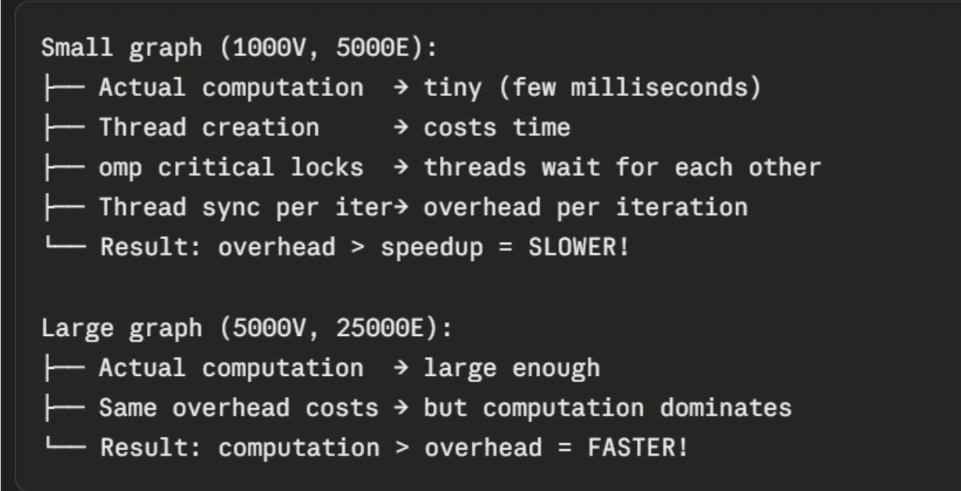 Small graph (1000V, 5000E):
├── Actual computation  → tiny (few milliseconds)
├── Thread creation     → costs time
├── omp critical locks  → threads wait for each other
├── Thread sync per iter→ overhead per iteration
└── Result: overhead > speedup = SLOWER!

Large graph (5000V, 25000E):
├── Actual computation  → large enough
├── Same overhead costs → but computation dominates
└── Result: computation > overhead = FASTER!